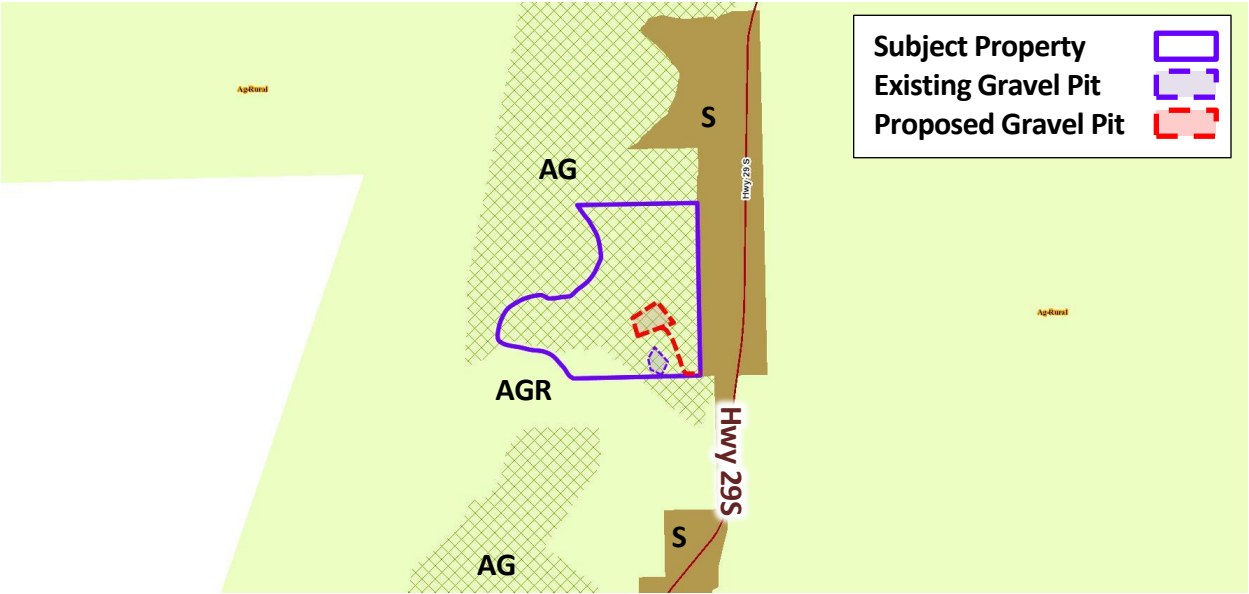 Subject Property
Existing Gravel Pit
Proposed Gravel Pit
Ag-Rural
S
AG
Hwy 29 S
Ag-Rural
AGR
Hwy 29S
S
AG